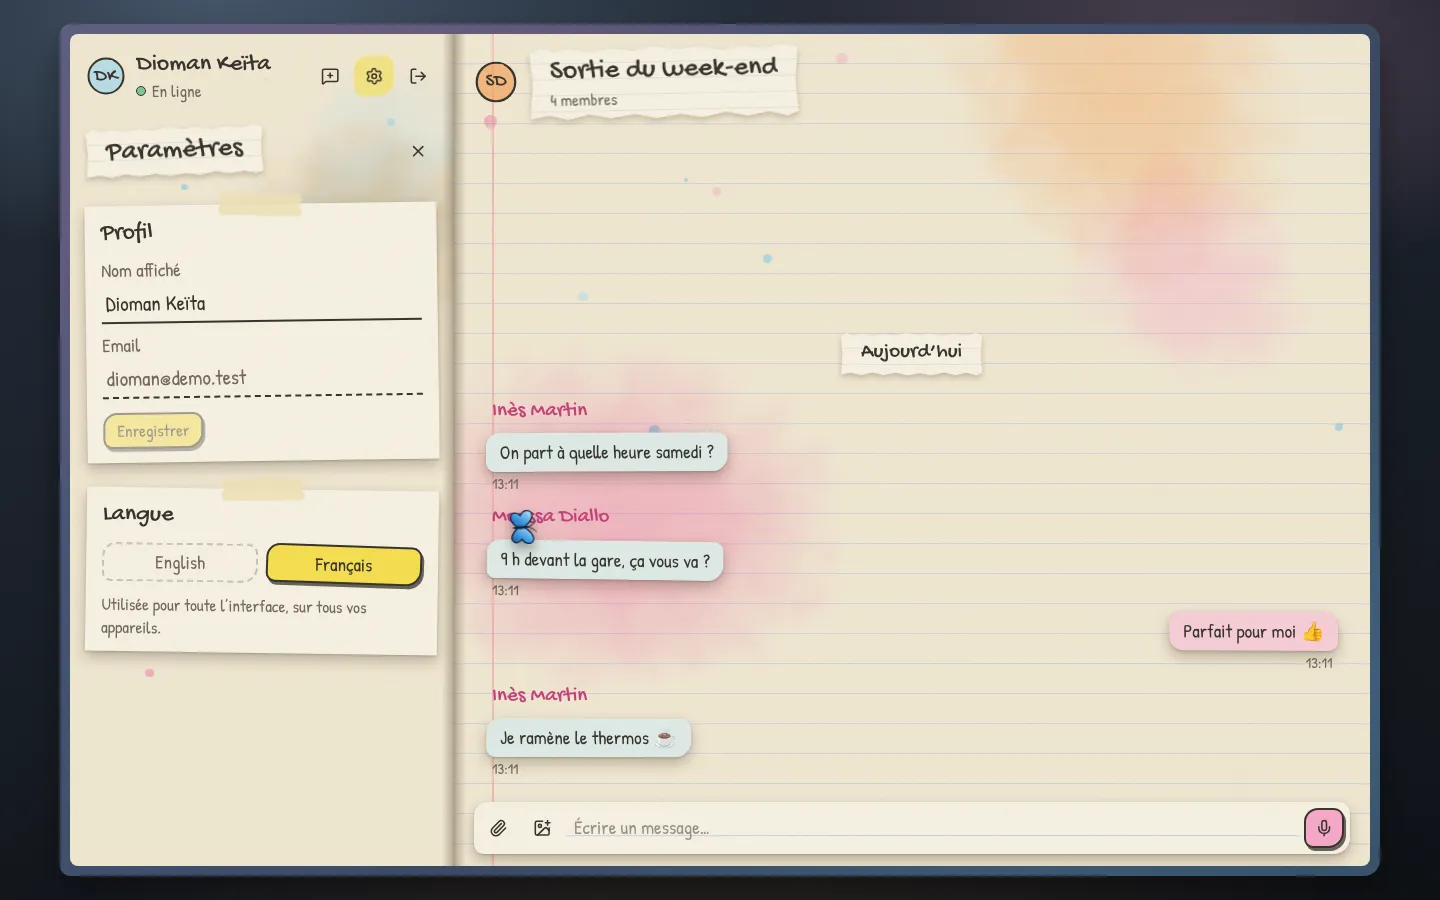 DK
Dioman Keïta
En ligne
Paramètres
Profil
Nom affiché
Dioman Keïta
Email
dioman@demo.test
Enregistrer
Langue
English
Français
Utilisée pour toute l'interface, sur tous vos
appareils.
SD
Sortie du week-end
4 membres
Aujourd'hui
Inès Martin
On part à quelle heure samedi ?
13:11
Diallo
9 h devant la gare, ça vous va ?
13:11
Parfait pour moi 👍
13:11
Inès Martin
Je ramène le thermos ☕
13:11
Écrire un message…